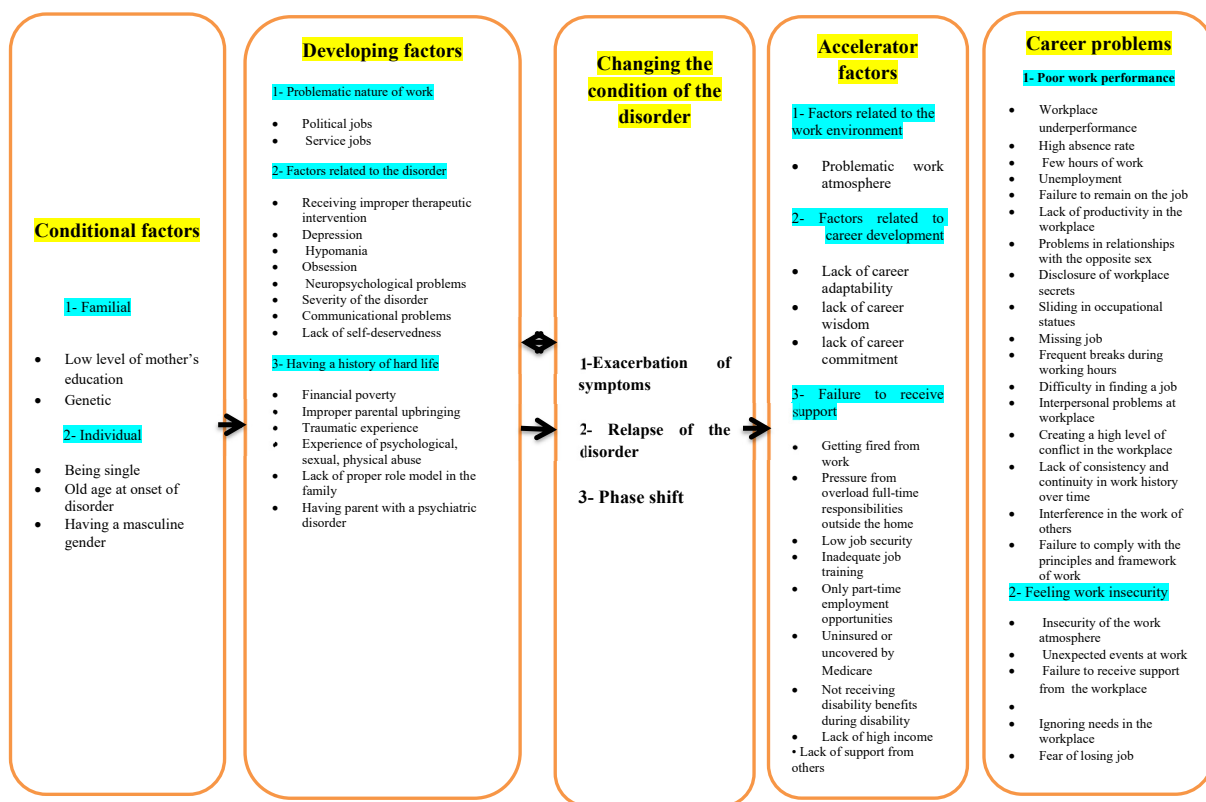 Conditional factors
1- Familial
• Low level of mother's
education
• Genetic
2- Individual
• Being single
• Old age at onset of
disorder
• Having a masculine
gender
Developing factors
1- Problematic nature of work
• Political jobs
• Service jobs
2- Factors related to the disorder
• Receiving improper therapeutic
intervention
• Depression
• Hypomania
• Obsession
• Neuropsychological problems
• Severity of the disorder
• Communicational problems
• Lack of self-deservedness
3- Having a history of hard life
• Financial poverty
• Improper parental upbringing
• Traumatic experience
• Experience of psychological,
sexual, physical abuse
• Lack of proper role model in the
family
• Having parent with a psychiatric
disorder
Changing the
condition of the
disorder
1-Exacerbation of
symptoms
2- Relapse of the
disorder
3- Phase shift
Accelerator
factors
1- Factors related to the
work environment
• Problematic work
atmosphere
2- Factors related to
career development
• Lack of career
adaptability
• lack of career
wisdom
• lack of career
commitment
3- Failure to receive
support
• Getting fired from
work
• Pressure from
overload full-time
responsibilities
outside the home
• Low job security
• Inadequate job
training
• Only part-time
employment
opportunities
• Uninsured or
uncovered by
Medicare
• Not receiving
disability benefits
during disability
• Lack of high income
• Lack of support from
others
Career problems
1- Poor work performance
• Workplace
underperformance
• High absence rate
• Few hours of work
• Unemployment
• Failure to remain on the job
• Lack of productivity in the
workplace
• Problems in relationships
with the opposite sex
• Disclosure of workplace
secrets
• Sliding in occupational
statues
• Missing job
• Frequent breaks during
working hours
• Difficulty in finding a job
• Interpersonal problems at
workplace
• Creating a high level of
conflict in the workplace
• Lack of consistency and
continuity in work history
over time
• Interference in the work of
others
• Failure to comply with the
principles and framework
of work
2- Feeling work insecurity
• Insecurity of the work
atmosphere
• Unexpected events at work
• Failure to receive support
from the workplace
•
• Ignoring needs in the
workplace
• Fear of losing job